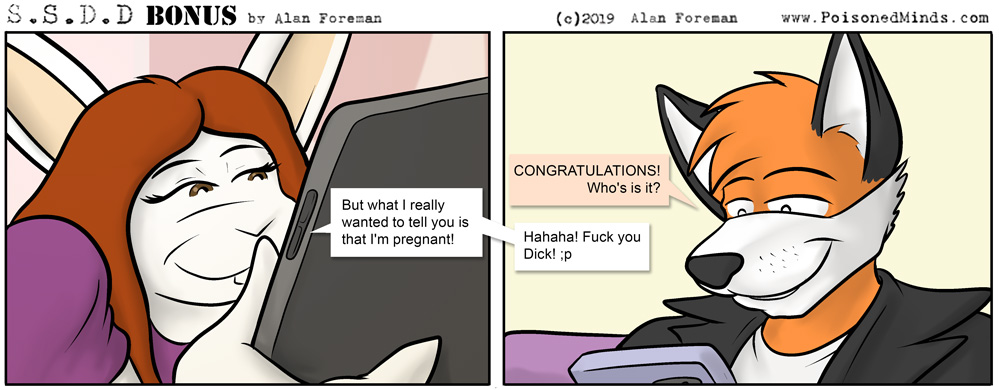 S.S.D.D BONUS by Alan Foreman (c)2019 Alan Foreman www.PoisonedMinds.com
But what I really
wanted to tell you is
that I'm pregnant!
CONGRATULATIONS!
Who's is it?
Hahaha! Fuck you
Dick! ;p